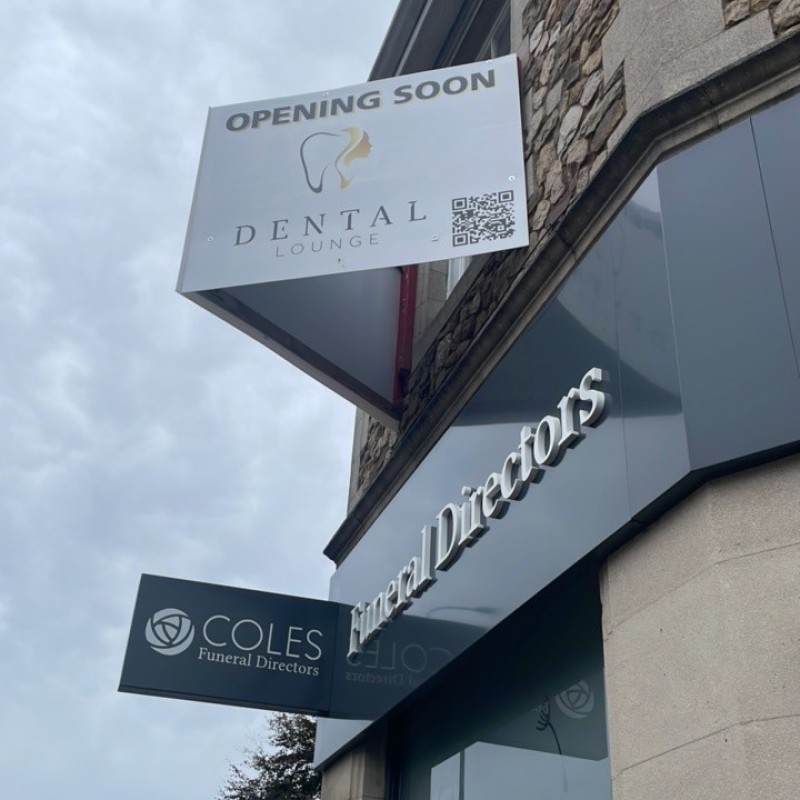 OPENING SOON
DENTAL
LOUNGE
Funeral Directors
COLES
Funeral Directors